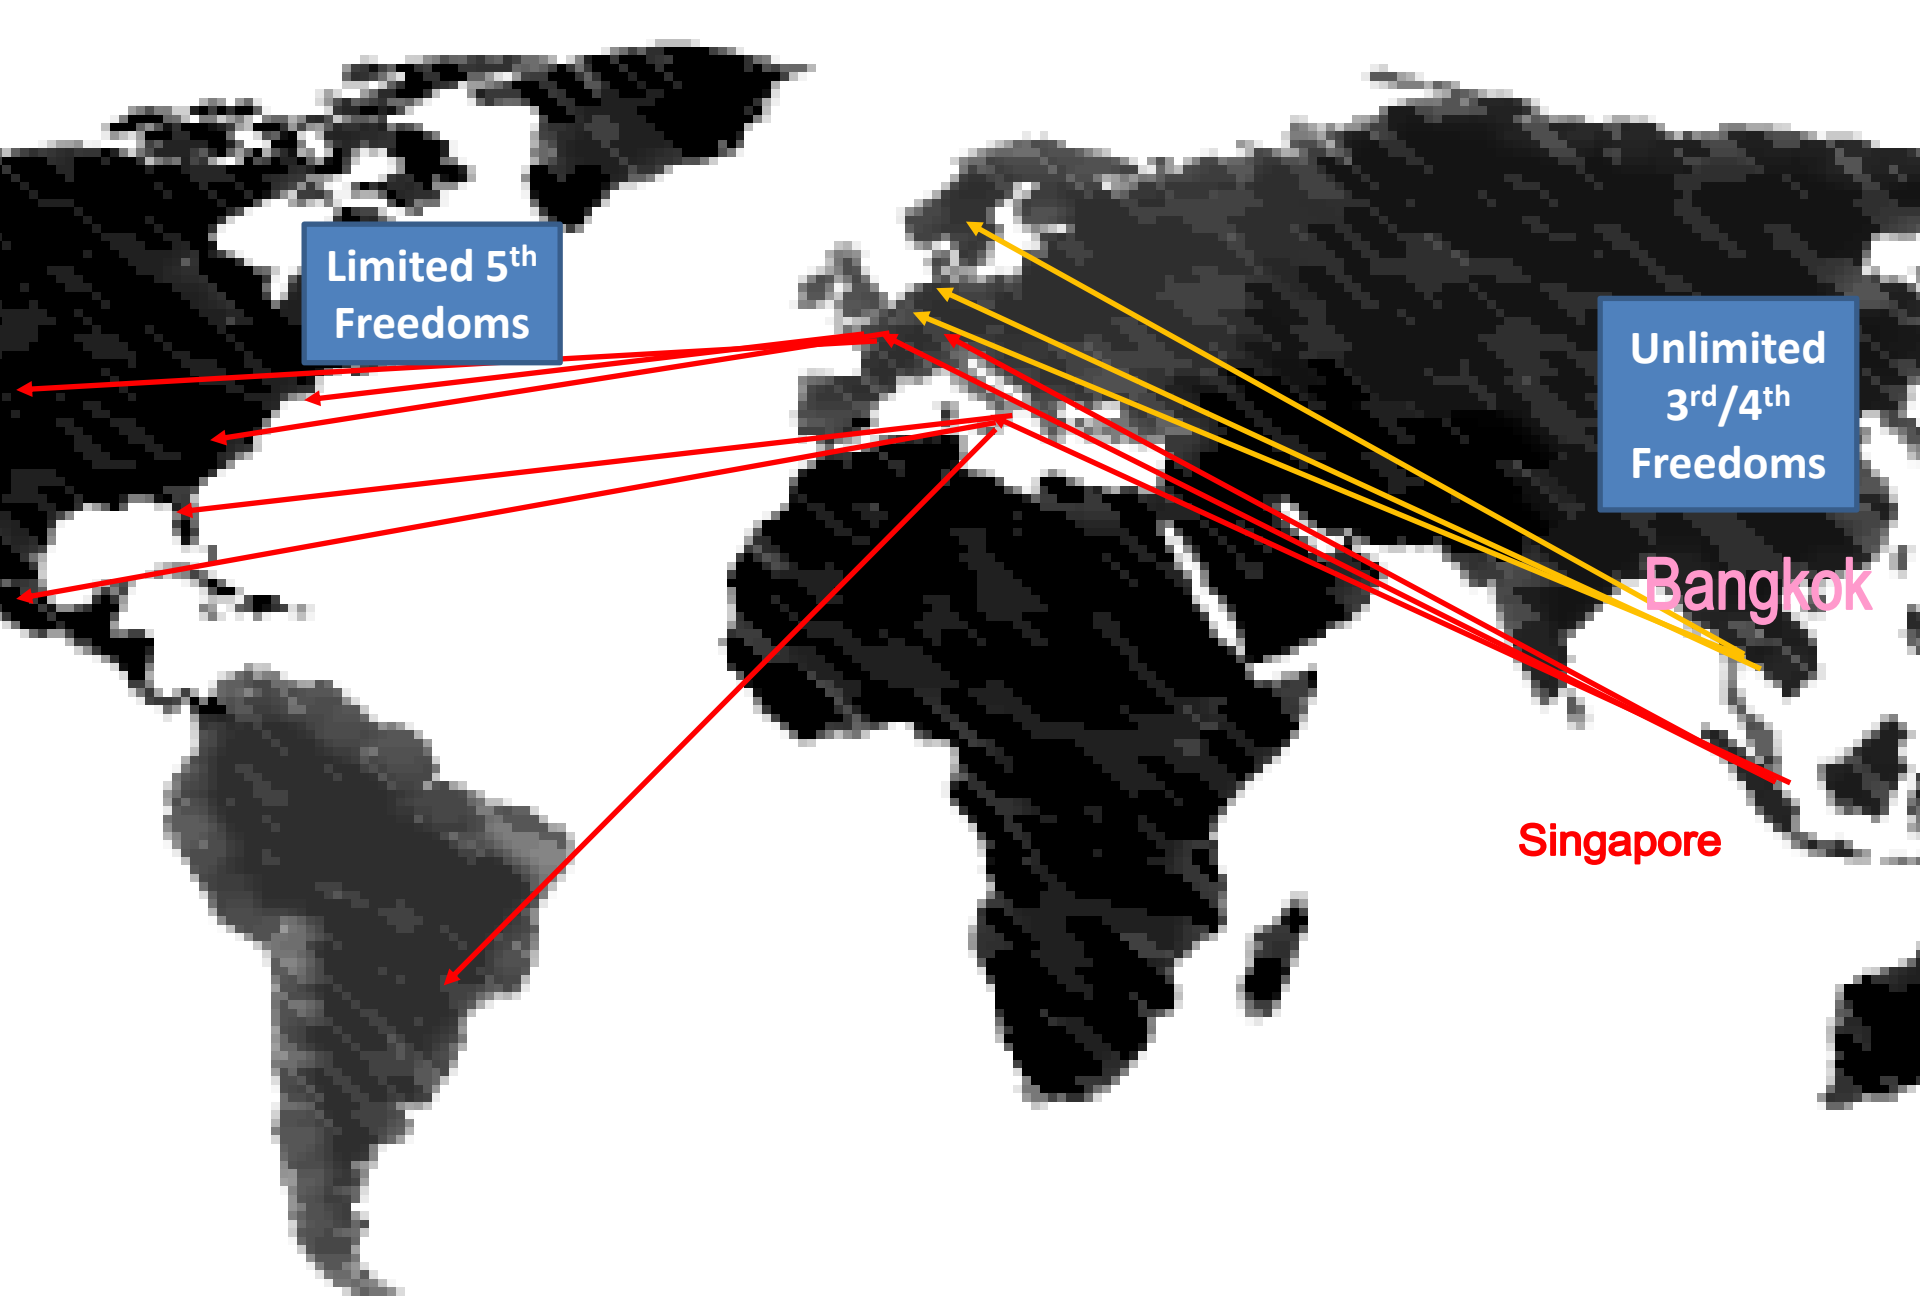 Limited 5th
Freedoms
Unlimited
3rd/4th
Freedoms
Bangkok
Singapore